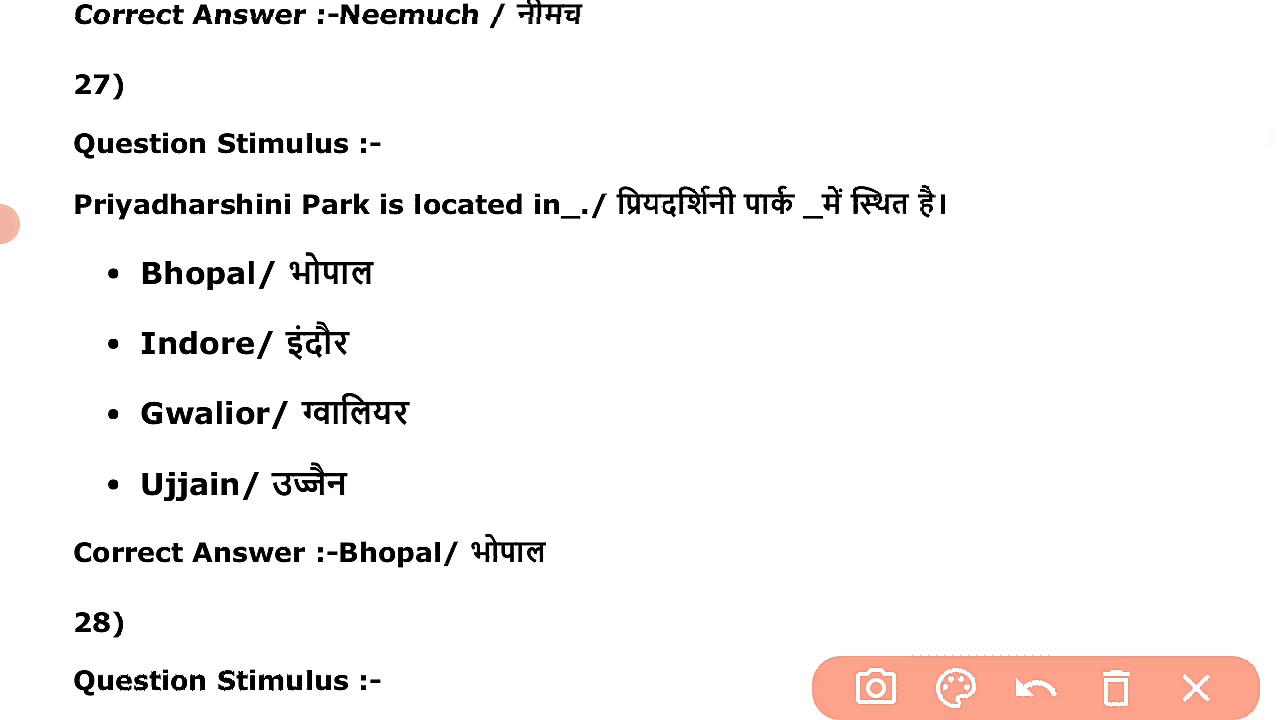 Correct Answer :-Neemuch / नीमच
27)
Question Stimulus :-
Priyadharshini Park is located in_./ प्रियदर्शिनी पार्क _में स्थित है।
• Bhopal/ भोपाल
• Indore/ इंदौर
• Gwalior/ ग्वालियर
• Ujjain/ उज्जैन
Correct Answer :-Bhopal/ भोपाल
28)
Question Stimulus :-